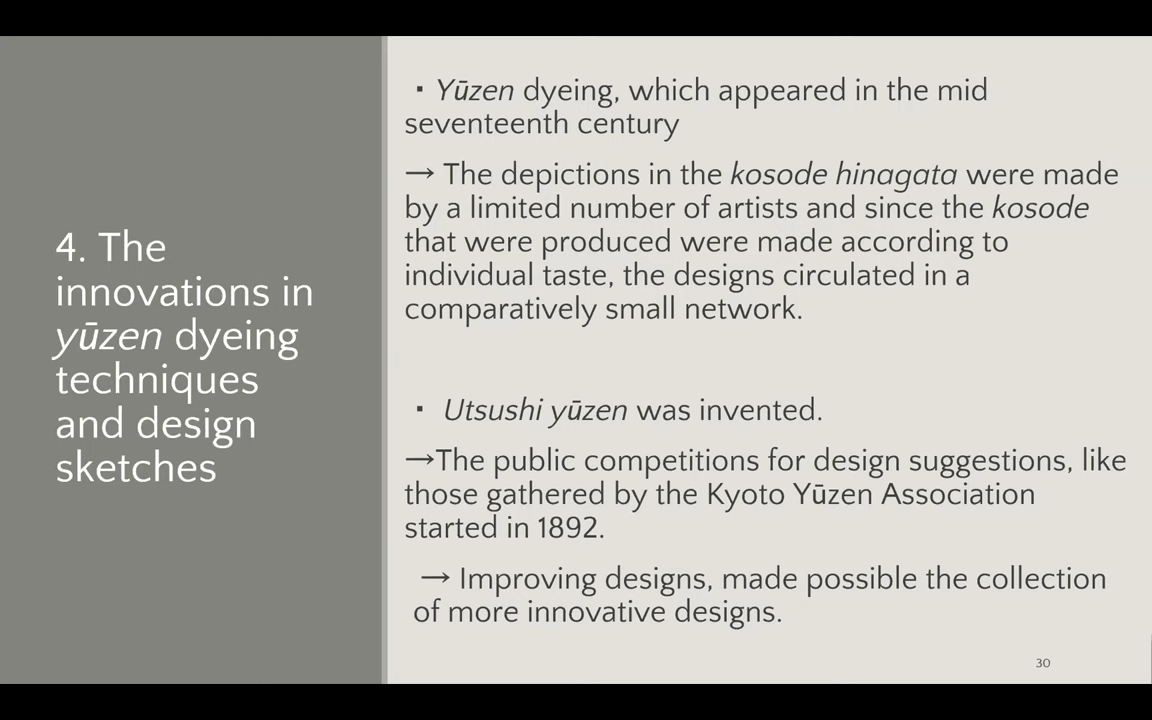 4. The
innovations in
yūzen dyeing
techniques
and design
sketches
▪ Yūzen dyeing, which appeared in the mid
seventeenth century
→ The depictions in the kosode hinagata were made
by a limited number of artists and since the kosode
that were produced were made according to
individual taste, the designs circulated in a
comparatively small network.
▪ Utsushi yūzen was invented.
→The public competitions for design suggestions, like
those gathered by the Kyoto Yūzen Association
started in 1892.
→ Improving designs, made possible the collection
of more innovative designs.
30